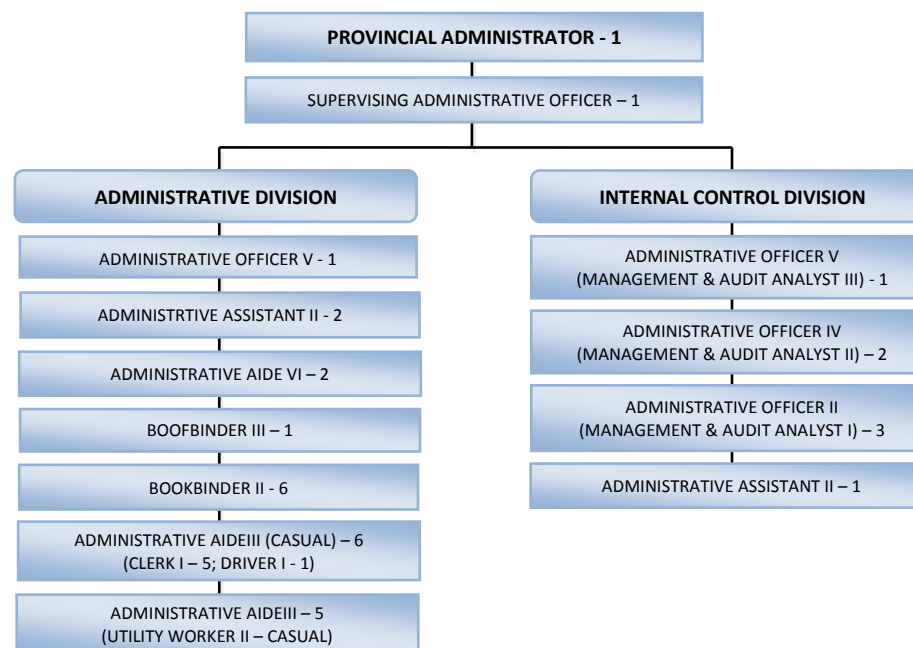 PROVINCIAL ADMINISTRATOR - 1
SUPERVISING ADMINISTRATIVE OFFICER – 1
ADMINISTRATIVE DIVISION
ADMINISTRATIVE OFFICER V - 1
ADMINISTRTIVE ASSISTANT II - 2
ADMINISTRATIVE AIDE VI – 2
BOOFBINDER III – 1
BOOKBINDER II - 6
ADMINISTRATIVE AIDEIII (CASUAL) – 6
(CLERK I – 5; DRIVER I - 1)
ADMINISTRATIVE AIDEIII – 5
(UTILITY WORKER II – CASUAL)
INTERNAL CONTROL DIVISION
ADMINISTRATIVE OFFICER V
(MANAGEMENT & AUDIT ANALYST III) - 1
ADMINISTRATIVE OFFICER IV
(MANAGEMENT & AUDIT ANALYST II) – 2
ADMINISTRATIVE OFFICER II
(MANAGEMENT & AUDIT ANALYST I) – 3
ADMINISTRATIVE ASSISTANT II – 1